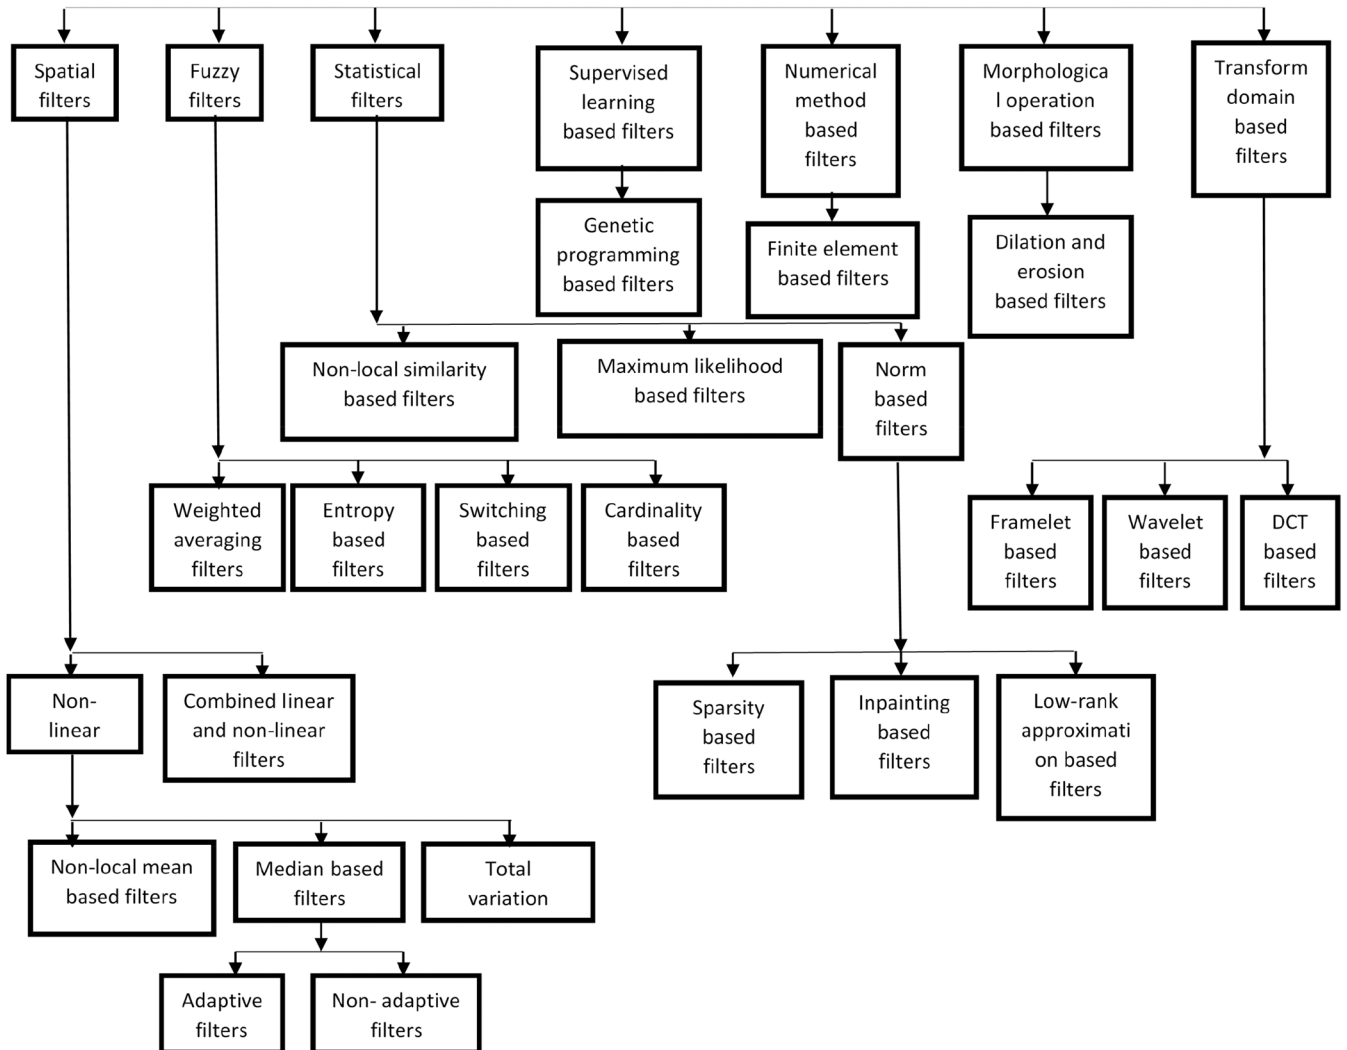 Spatial
filters
Fuzzy
filters
Statistical
filters
Supervised
learning
based filters
Numerical
method
based
filters
Morphologica
l operation
based filters
Transform
domain
based
filters
Genetic
programming
based filters
Finite element
based filters
Dilation and
erosion
based filters
Non-local similarity
based filters
Maximum likelihood
based filters
Norm
based
filters
Weighted
averaging
filters
Entropy
based
filters
Switching
based
filters
Cardinality
based
filters
Framelet
based
filters
Wavelet
based
filters
DCT
based
filters
Non-
linear
Combined linear
and non-linear
filters
Sparsity
based
filters
Inpainting
based
filters
Low-rank
approximati
on based
filters
Non-local mean
based filters
Median based
filters
Total
variation
Adaptive
filters
Non- adaptive
filters